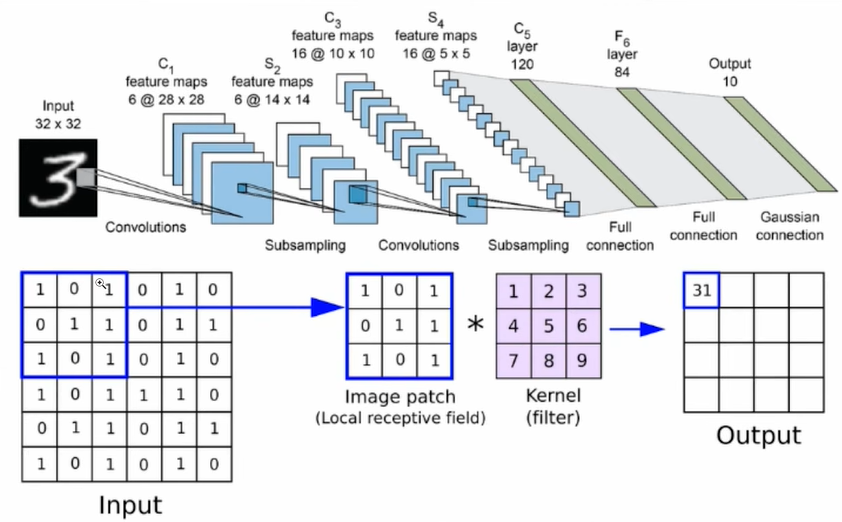 Input
32 x 32
C1
feature maps
6 @ 28 x 28
S2
feature maps
6 @ 14 x 14
C3
feature maps
16 @ 10 x 10
S4
feature maps
16 @ 5 x 5
C5
layer
120
F6
layer
84
Output
10
Convolutions
Subsampling
Convolutions
Subsampling
Full
connection
Full
connection
Gaussian
connection
1 0 1 0 1 0
0 1 1 0 1 1
1 0 1 0 1 0
1 0 1 1 1 0
0 1 1 0 1 1
1 0 1 0 1 0
Input
1 0 1
0 1 1
1 0 1
Image patch
(Local receptive field)
*
1 2 3
4 5 6
7 8 9
Kernel
(filter)
31
Output